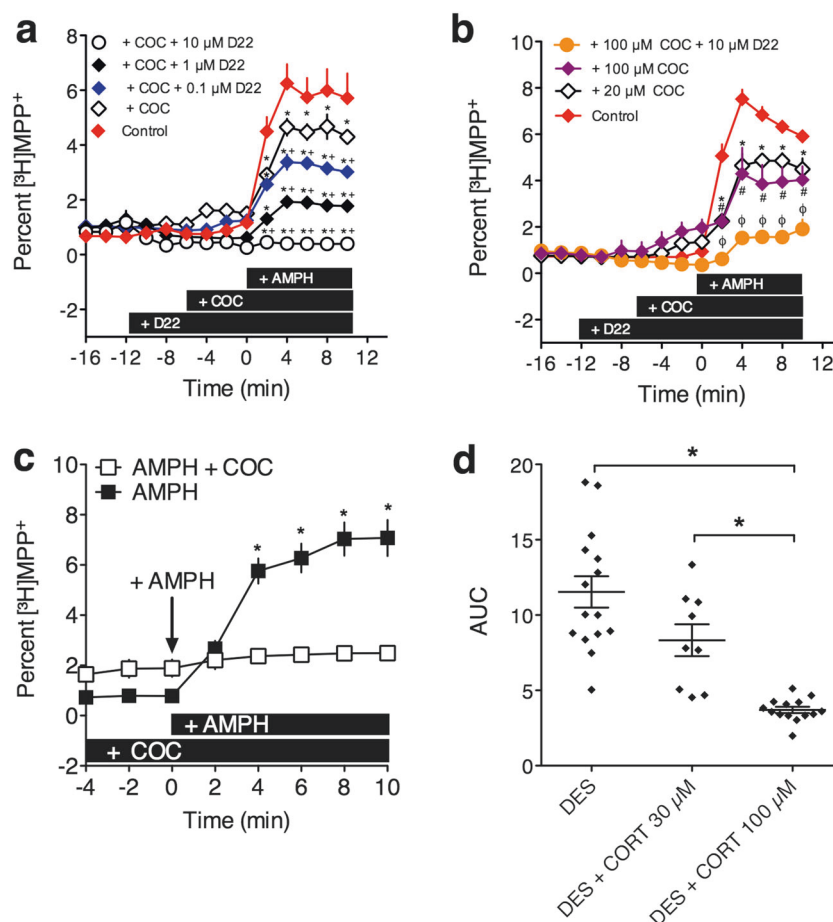 a
+ COC + 10 µM D22
+ COC + 1 µM D22
+ COC + 0.1 µM D22
+ COC
Control
Percent [³H]MPP⁺
8
6
4
2
0
-2
* * * *
*
*+ *+ *+ *+
*
*+ *+ *+ *+
*
*+ *+ *+ *+ *+
+ AMPH
+ COC
+ D22
-16 -12 -8 -4 0 4 8 12
Time (min)
b
+ 100 µM COC + 10 µM D22
+ 100 µM COC
+ 20 µM COC
Control
Percent [³H]MPP⁺
10
8
6
4
2
0
-2
* * * *
*
# # # #
#
ϕ ϕ ϕ ϕ
ϕ
+ AMPH
+ COC
+ D22
-16 -12 -8 -4 0 4 8 12
Time (min)
c
AMPH + COC
AMPH
Percent [³H]MPP⁺
10
8
6
4
2
0
-2
+ AMPH
* * * *
+ AMPH
+ COC
-4 -2 0 2 4 6 8 10
Time (min)
d
AUC
20
15
10
5
0
*
*
DES
DES + CORT 30 µM
DES + CORT 100 µM